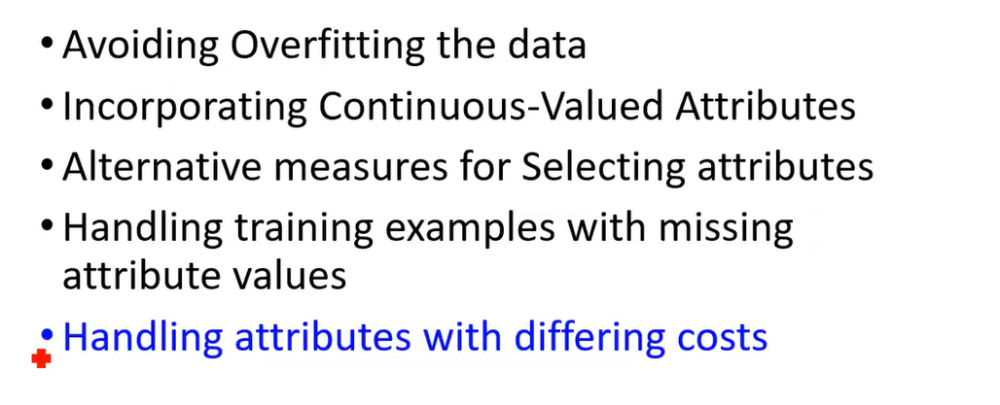 • Avoiding Overfitting the data
• Incorporating Continuous-Valued Attributes
• Alternative measures for Selecting attributes
• Handling training examples with missing
attribute values
• Handling attributes with differing costs